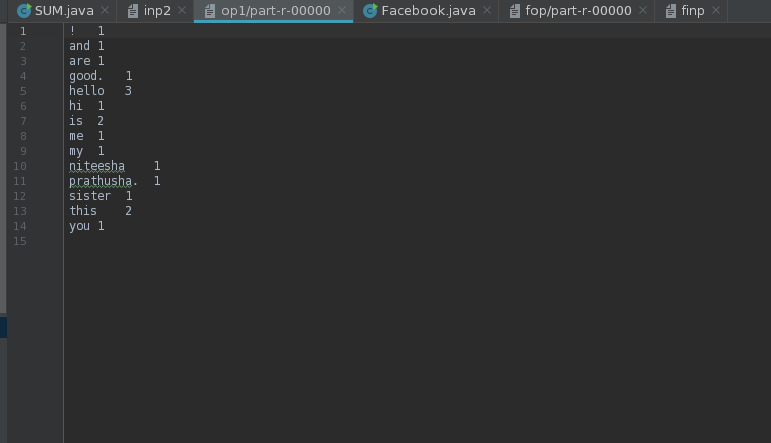 SUM.java inp2 op1/part-r-00000 Facebook.java fop/part-r-00000 finp
1 ! 1
2 and 1
3 are 1
4 good. 1
5 hello 3
6 hi 1
7 is 2
8 me 1
9 my 1
10 niteesha 1
11 prathusha. 1
12 sister 1
13 this 2
14 you 1
15